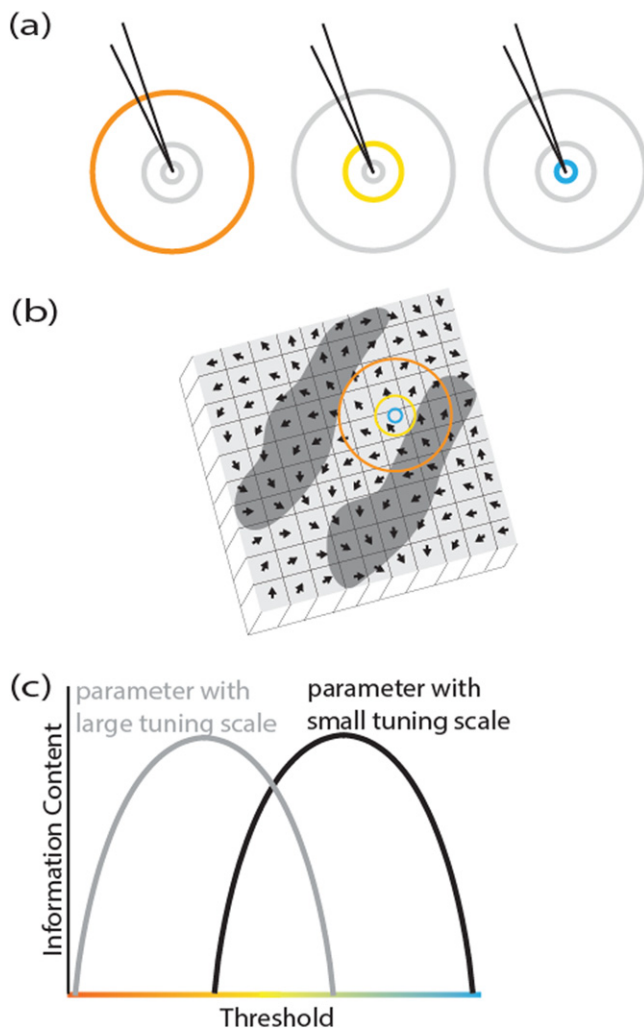 (a)
(b)
(c)
parameter with
large tuning scale
parameter with
small tuning scale
Information Content
Threshold